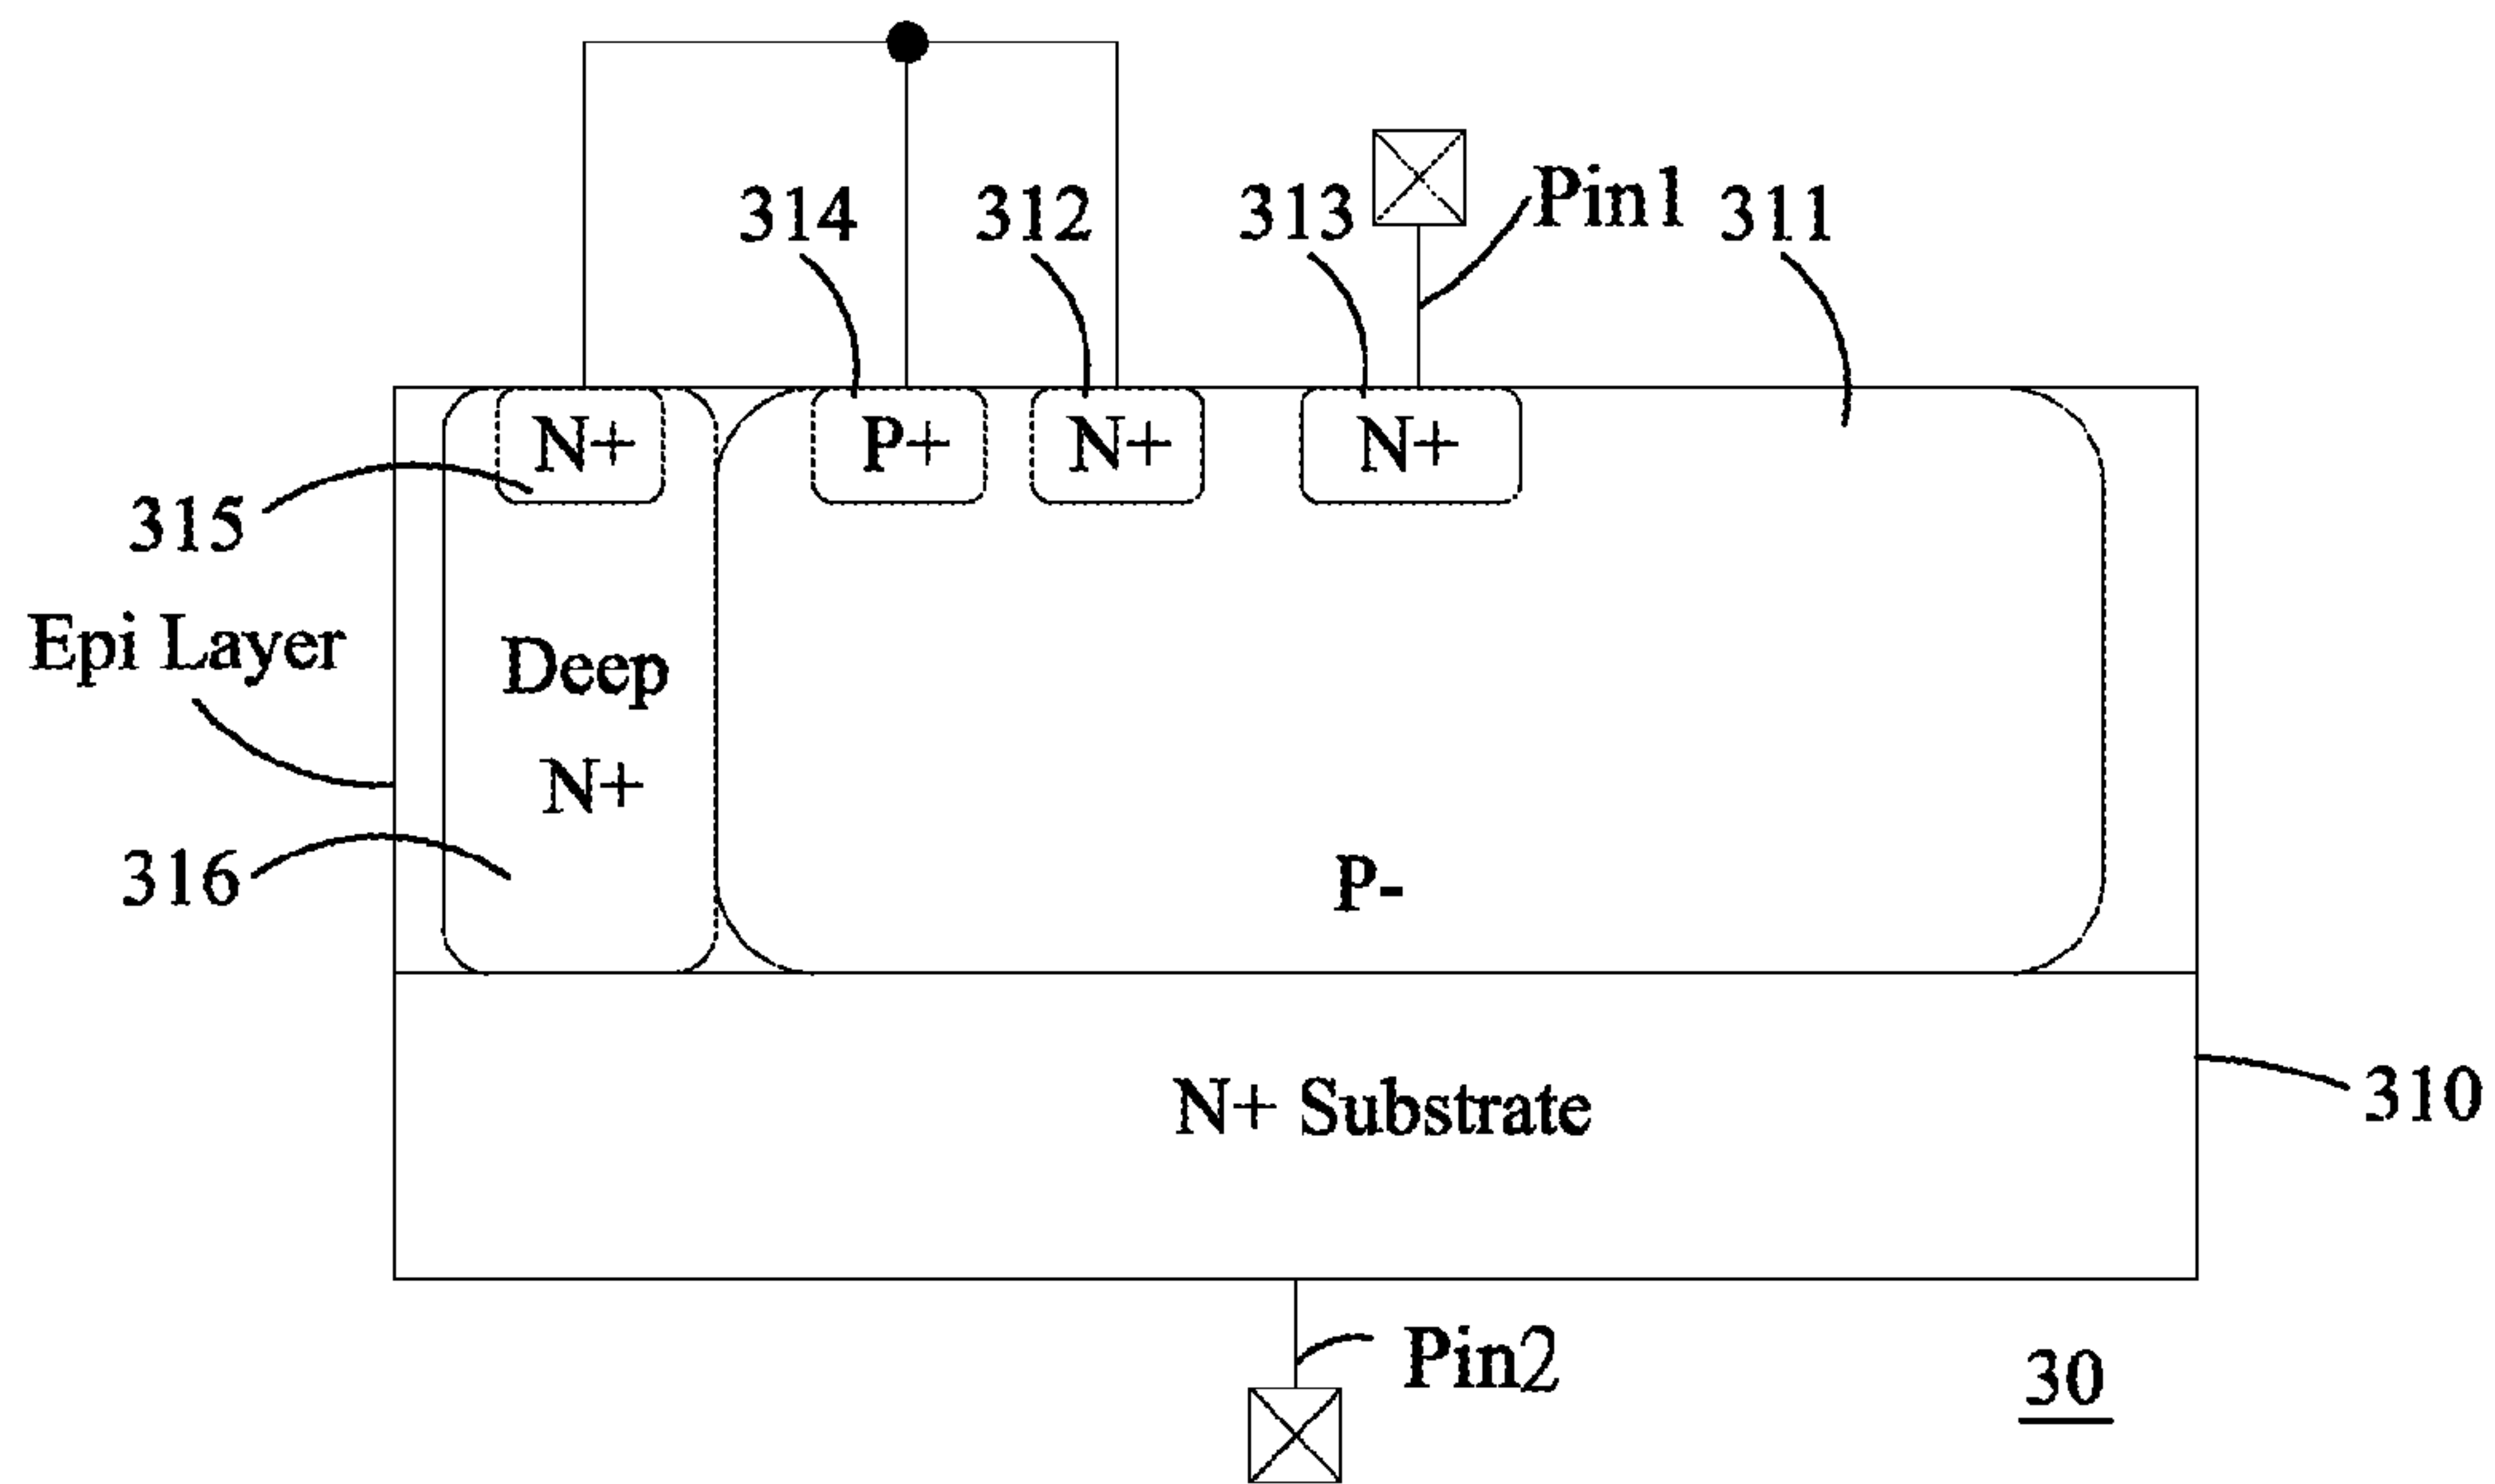 314
312
313
Pin1
311
N+
P+
N+
N+
315
Epi Layer
Deep
N+
316
P-
N+ Substrate
310
Pin2
30